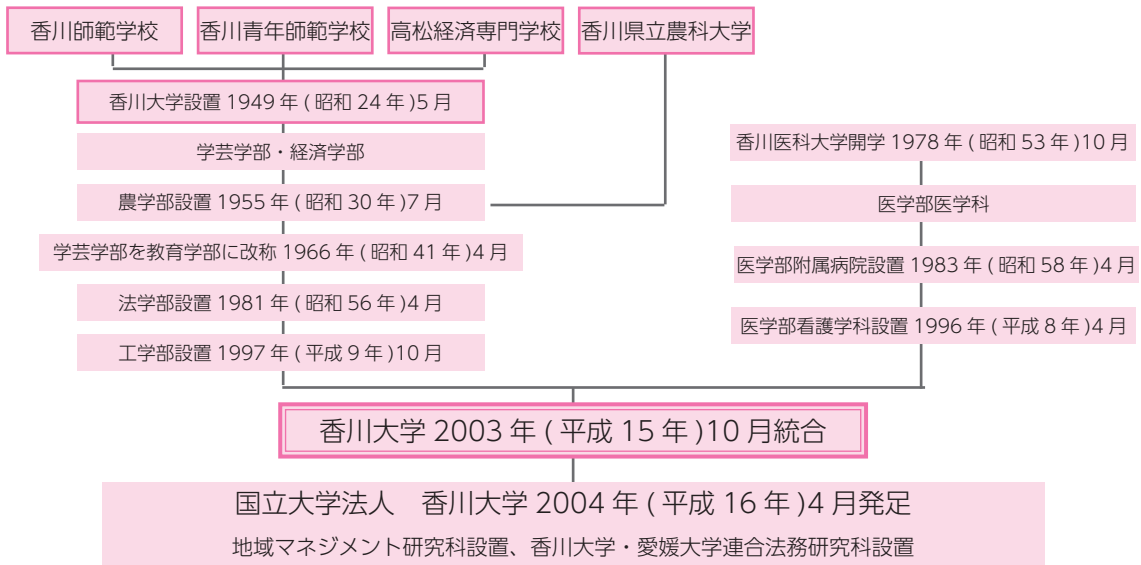 香川師範学校
香川青年師範学校
高松経済専門学校
香川県立農科大学
香川大学設置 1949 年 ( 昭和 24 年 )5 月
学芸学部・経済学部
農学部設置 1955 年 ( 昭和 30 年 )7 月
学芸学部を教育学部に改称 1966 年 ( 昭和 41 年 )4 月
法学部設置 1981 年 ( 昭和 56 年 )4 月
工学部設置 1997 年 ( 平成 9 年 )10 月
香川医科大学開学 1978 年 ( 昭和 53 年 )10 月
医学部医学科
医学部附属病院設置 1983 年 ( 昭和 58 年 )4 月
医学部看護学科設置 1996 年 ( 平成 8 年 )4 月
香川大学 2003 年 ( 平成 15 年 )10 月統合
国立大学法人　香川大学 2004 年 ( 平成 16 年 )4 月発足
地域マネジメント研究科設置、香川大学・愛媛大学連合法務研究科設置